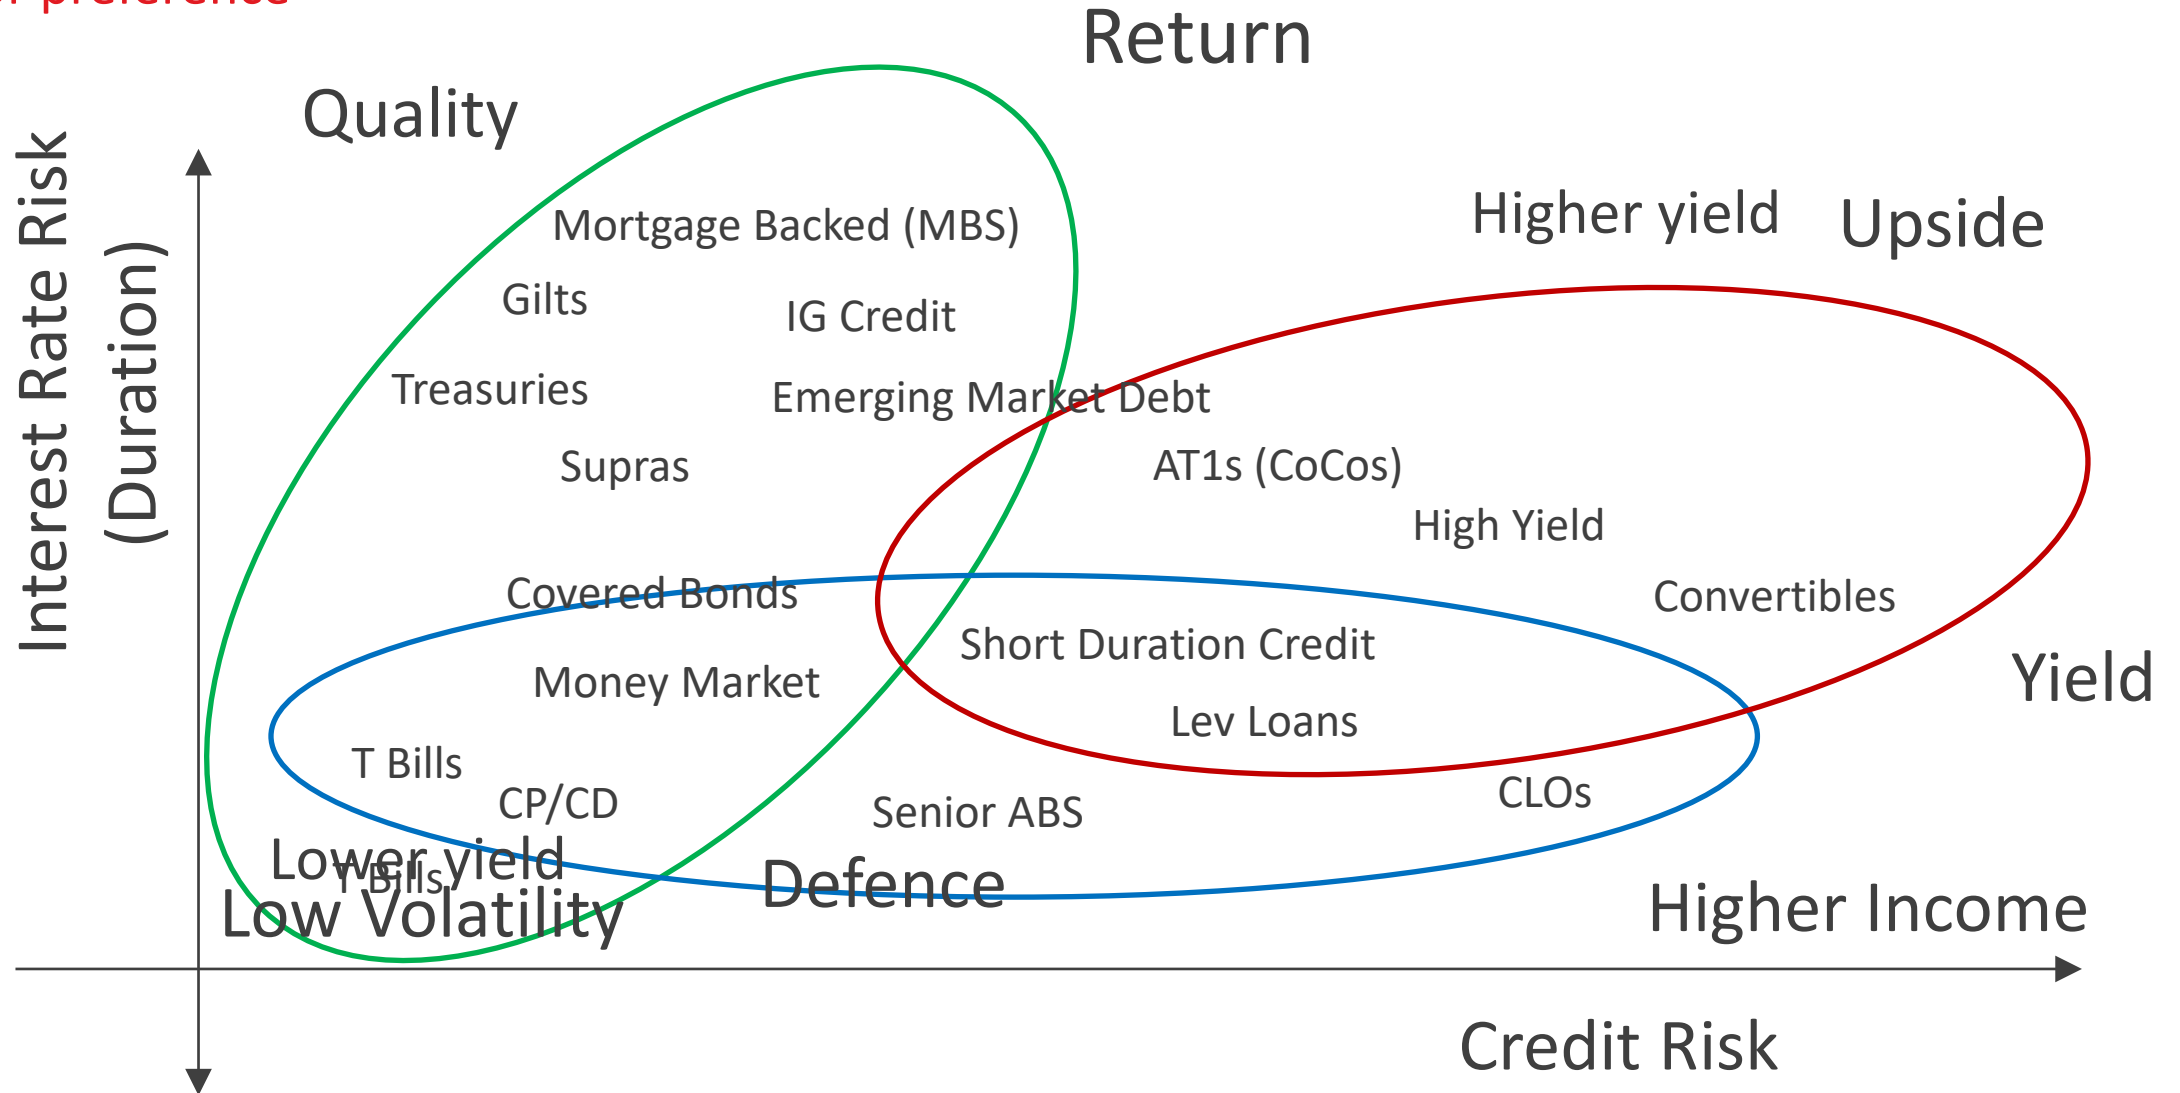 preference
Return
Quality
Interest Rate Risk
(Duration)
Higher yield
Upside
Mortgage Backed (MBS)
Gilts
IG Credit
Treasuries
Emerging Market Debt
Supras
AT1s (CoCos)
High Yield
Covered Bonds
Convertibles
Short Duration Credit
Money Market
Yield
Lev Loans
T Bills
CP/CD
CLOs
Senior ABS
Lower yield
T Bills
Defence
Low Volatility
Higher Income
Credit Risk